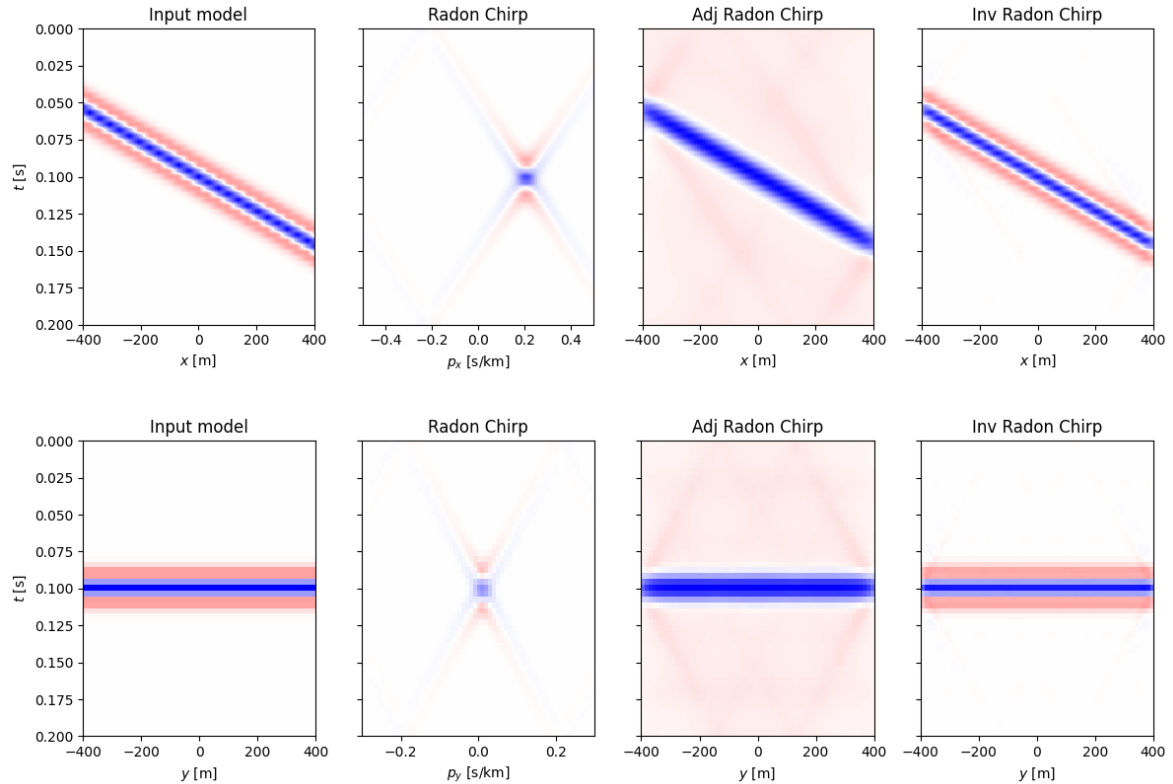 Input model
Radon Chirp
Adj Radon Chirp
Inv Radon Chirp
0.000
0.025
0.050
0.075
0.100
0.125
0.150
0.175
0.200
t [s]
−400 −200 0 200 400
x [m]
−0.4 −0.2 0.0 0.2 0.4
pₓ [s/km]
−400 −200 0 200 400
x [m]
−400 −200 0 200 400
x [m]
Input model
Radon Chirp
Adj Radon Chirp
Inv Radon Chirp
0.000
0.025
0.050
0.075
0.100
0.125
0.150
0.175
0.200
t [s]
−400 −200 0 200 400
y [m]
−0.2 0.0 0.2
p_y [s/km]
−400 −200 0 200 400
y [m]
−400 −200 0 200 400
y [m]